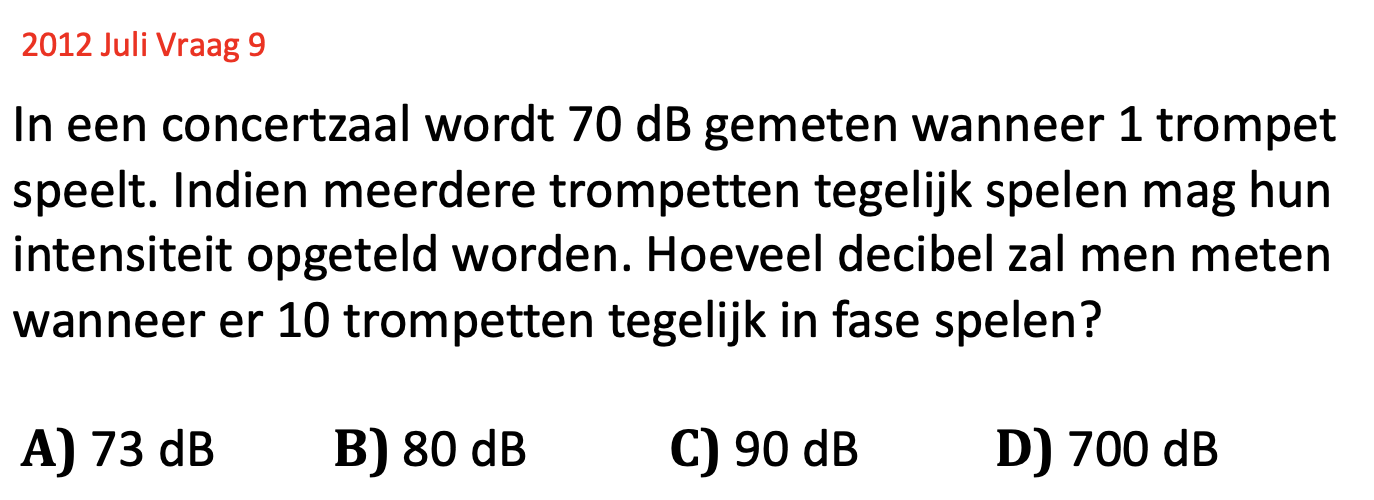 2012 Juli Vraag 9
In een concertzaal wordt 70 dB gemeten wanneer 1 trompet
speelt. Indien meerdere trompetten tegelijk spelen mag hun
intensiteit opgeteld worden. Hoeveel decibel zal men meten
wanneer er 10 trompetten tegelijk in fase spelen?
A) 73 dB B) 80 dB C) 90 dB D) 700 dB